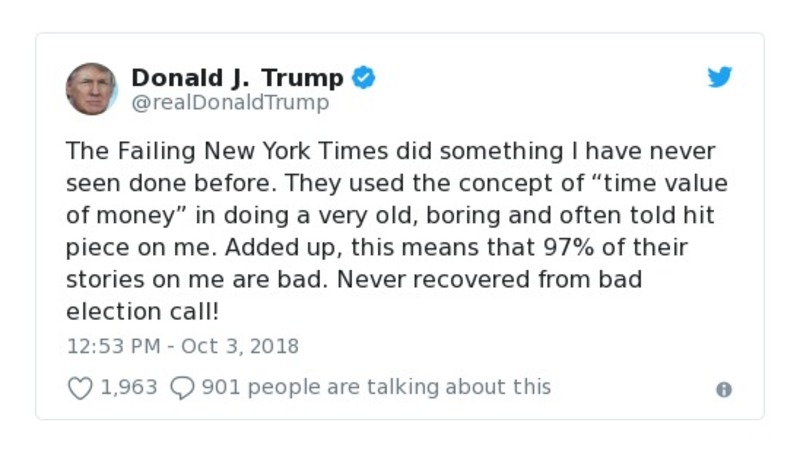 Donald J. Trump
@realDonaldTrump
The Failing New York Times did something I have never
seen done before. They used the concept of “time value
of money” in doing a very old, boring and often told hit
piece on me. Added up, this means that 97% of their
stories on me are bad. Never recovered from bad
election call!
12:53 PM - Oct 3, 2018
1,963 901 people are talking about this